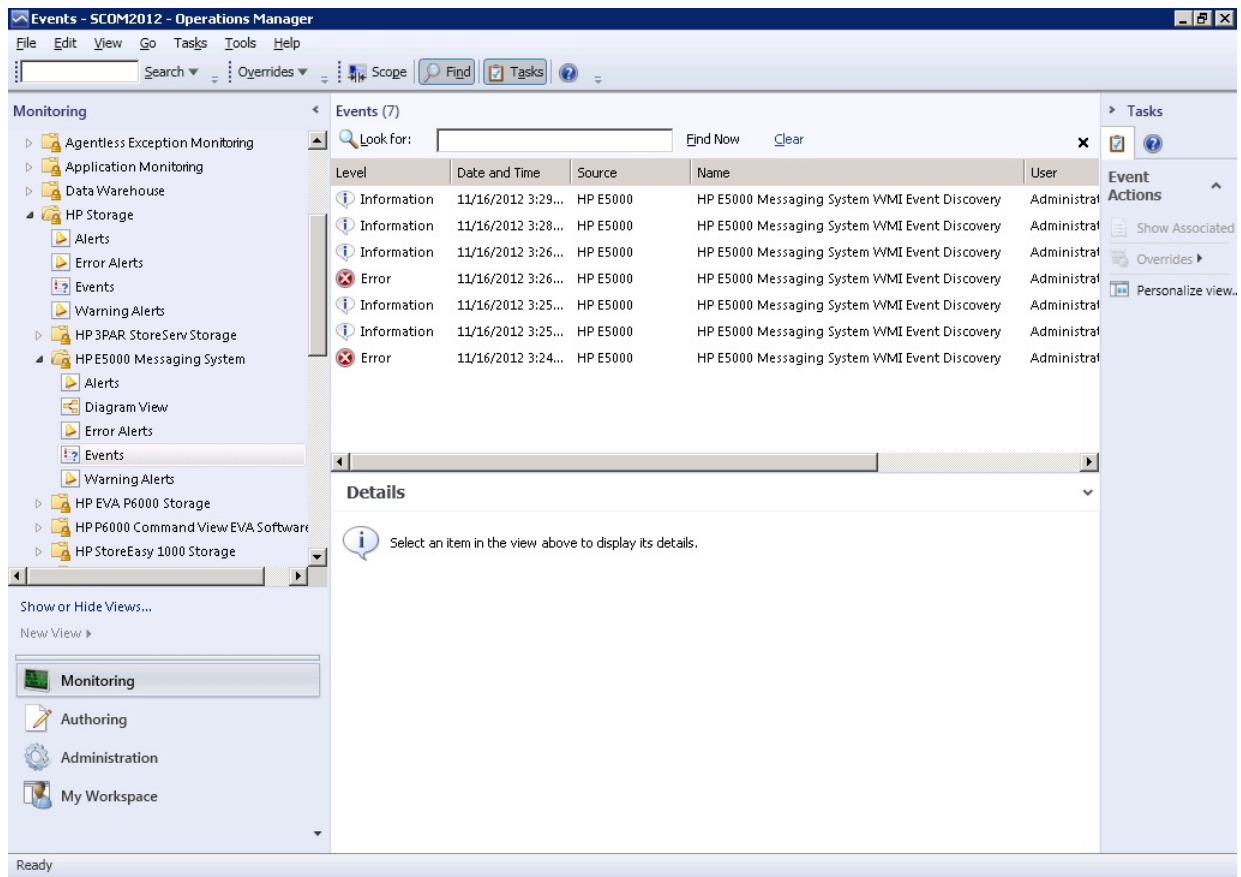 Events - SCOM2012 - Operations Manager
File Edit View Go Tasks Tools Help
Search Overrides Scope Find Tasks
Monitoring
Agentless Exception Monitoring
Application Monitoring
Data Warehouse
HP Storage
Alerts
Error Alerts
Events
Warning Alerts
HP 3PAR StoreServ Storage
HP E5000 Messaging System
Alerts
Diagram View
Error Alerts
Events
Warning Alerts
HP EVA P6000 Storage
HP P6000 Command View EVA Software
HP StoreEasy 1000 Storage
Show or Hide Views...
New View
Monitoring
Authoring
Administration
My Workspace
Events (7)
Look for: Find Now Clear
Level Date and Time Source Name User
Information 11/16/2012 3:29... HP E5000 HP E5000 Messaging System WMI Event Discovery Administrat
Information 11/16/2012 3:28... HP E5000 HP E5000 Messaging System WMI Event Discovery Administrat
Information 11/16/2012 3:26... HP E5000 HP E5000 Messaging System WMI Event Discovery Administrat
Error 11/16/2012 3:26... HP E5000 HP E5000 Messaging System WMI Event Discovery Administrat
Information 11/16/2012 3:25... HP E5000 HP E5000 Messaging System WMI Event Discovery Administrat
Information 11/16/2012 3:25... HP E5000 HP E5000 Messaging System WMI Event Discovery Administrat
Error 11/16/2012 3:24... HP E5000 HP E5000 Messaging System WMI Event Discovery Administrat
Details
Select an item in the view above to display its details.
Tasks
Event
Actions
Show Associated
Overrides
Personalize view..
Ready